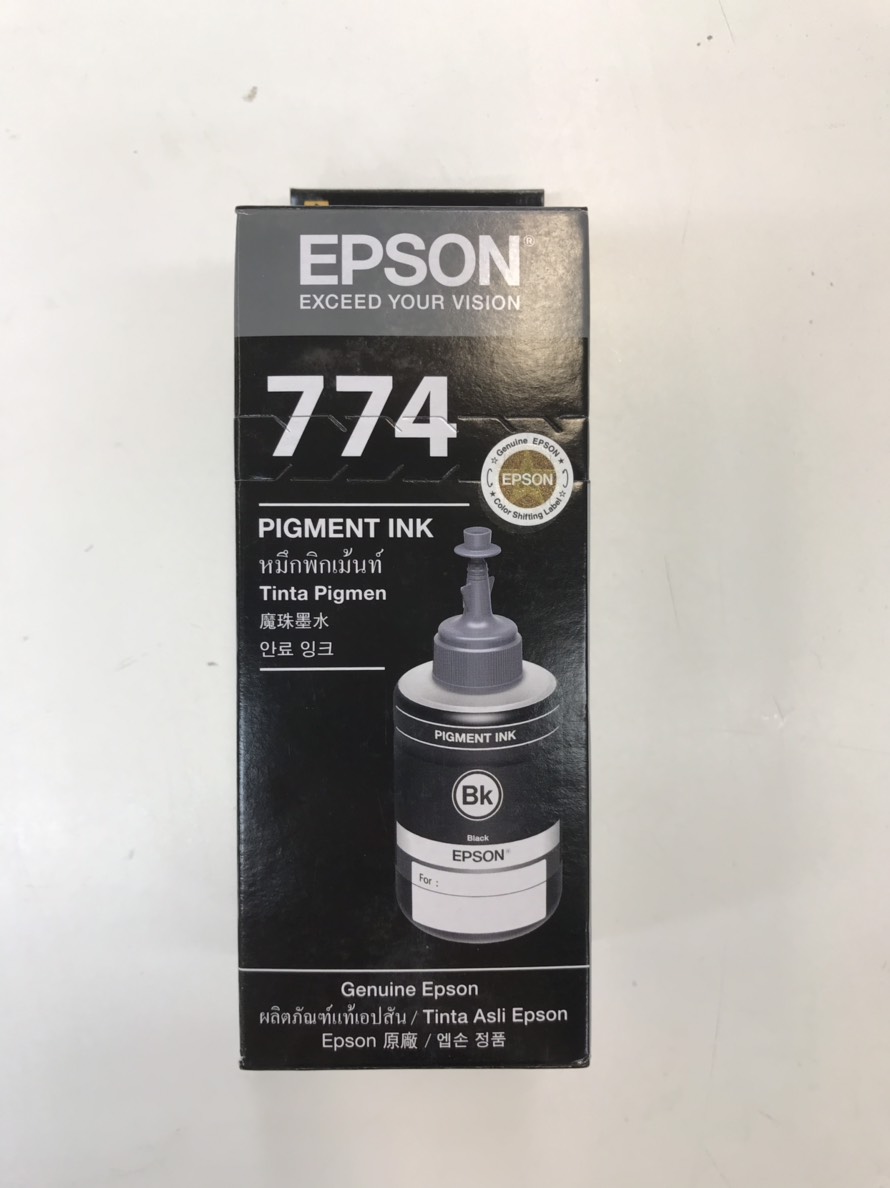 EPSON®
EXCEED YOUR VISION
774
☆ Genuine EPSON ★
EPSON
★ Color Shifting Label ☆
PIGMENT INK
หมึกพิกเม้นท์
Tinta Pigmen
魔珠墨水
안료 잉크
PIGMENT INK
Bk
Black
EPSON®
For :
Genuine Epson
ผลิตภัณฑ์แท้เอปสัน / Tinta Asli Epson
Epson 原廠 / 엡손 정품